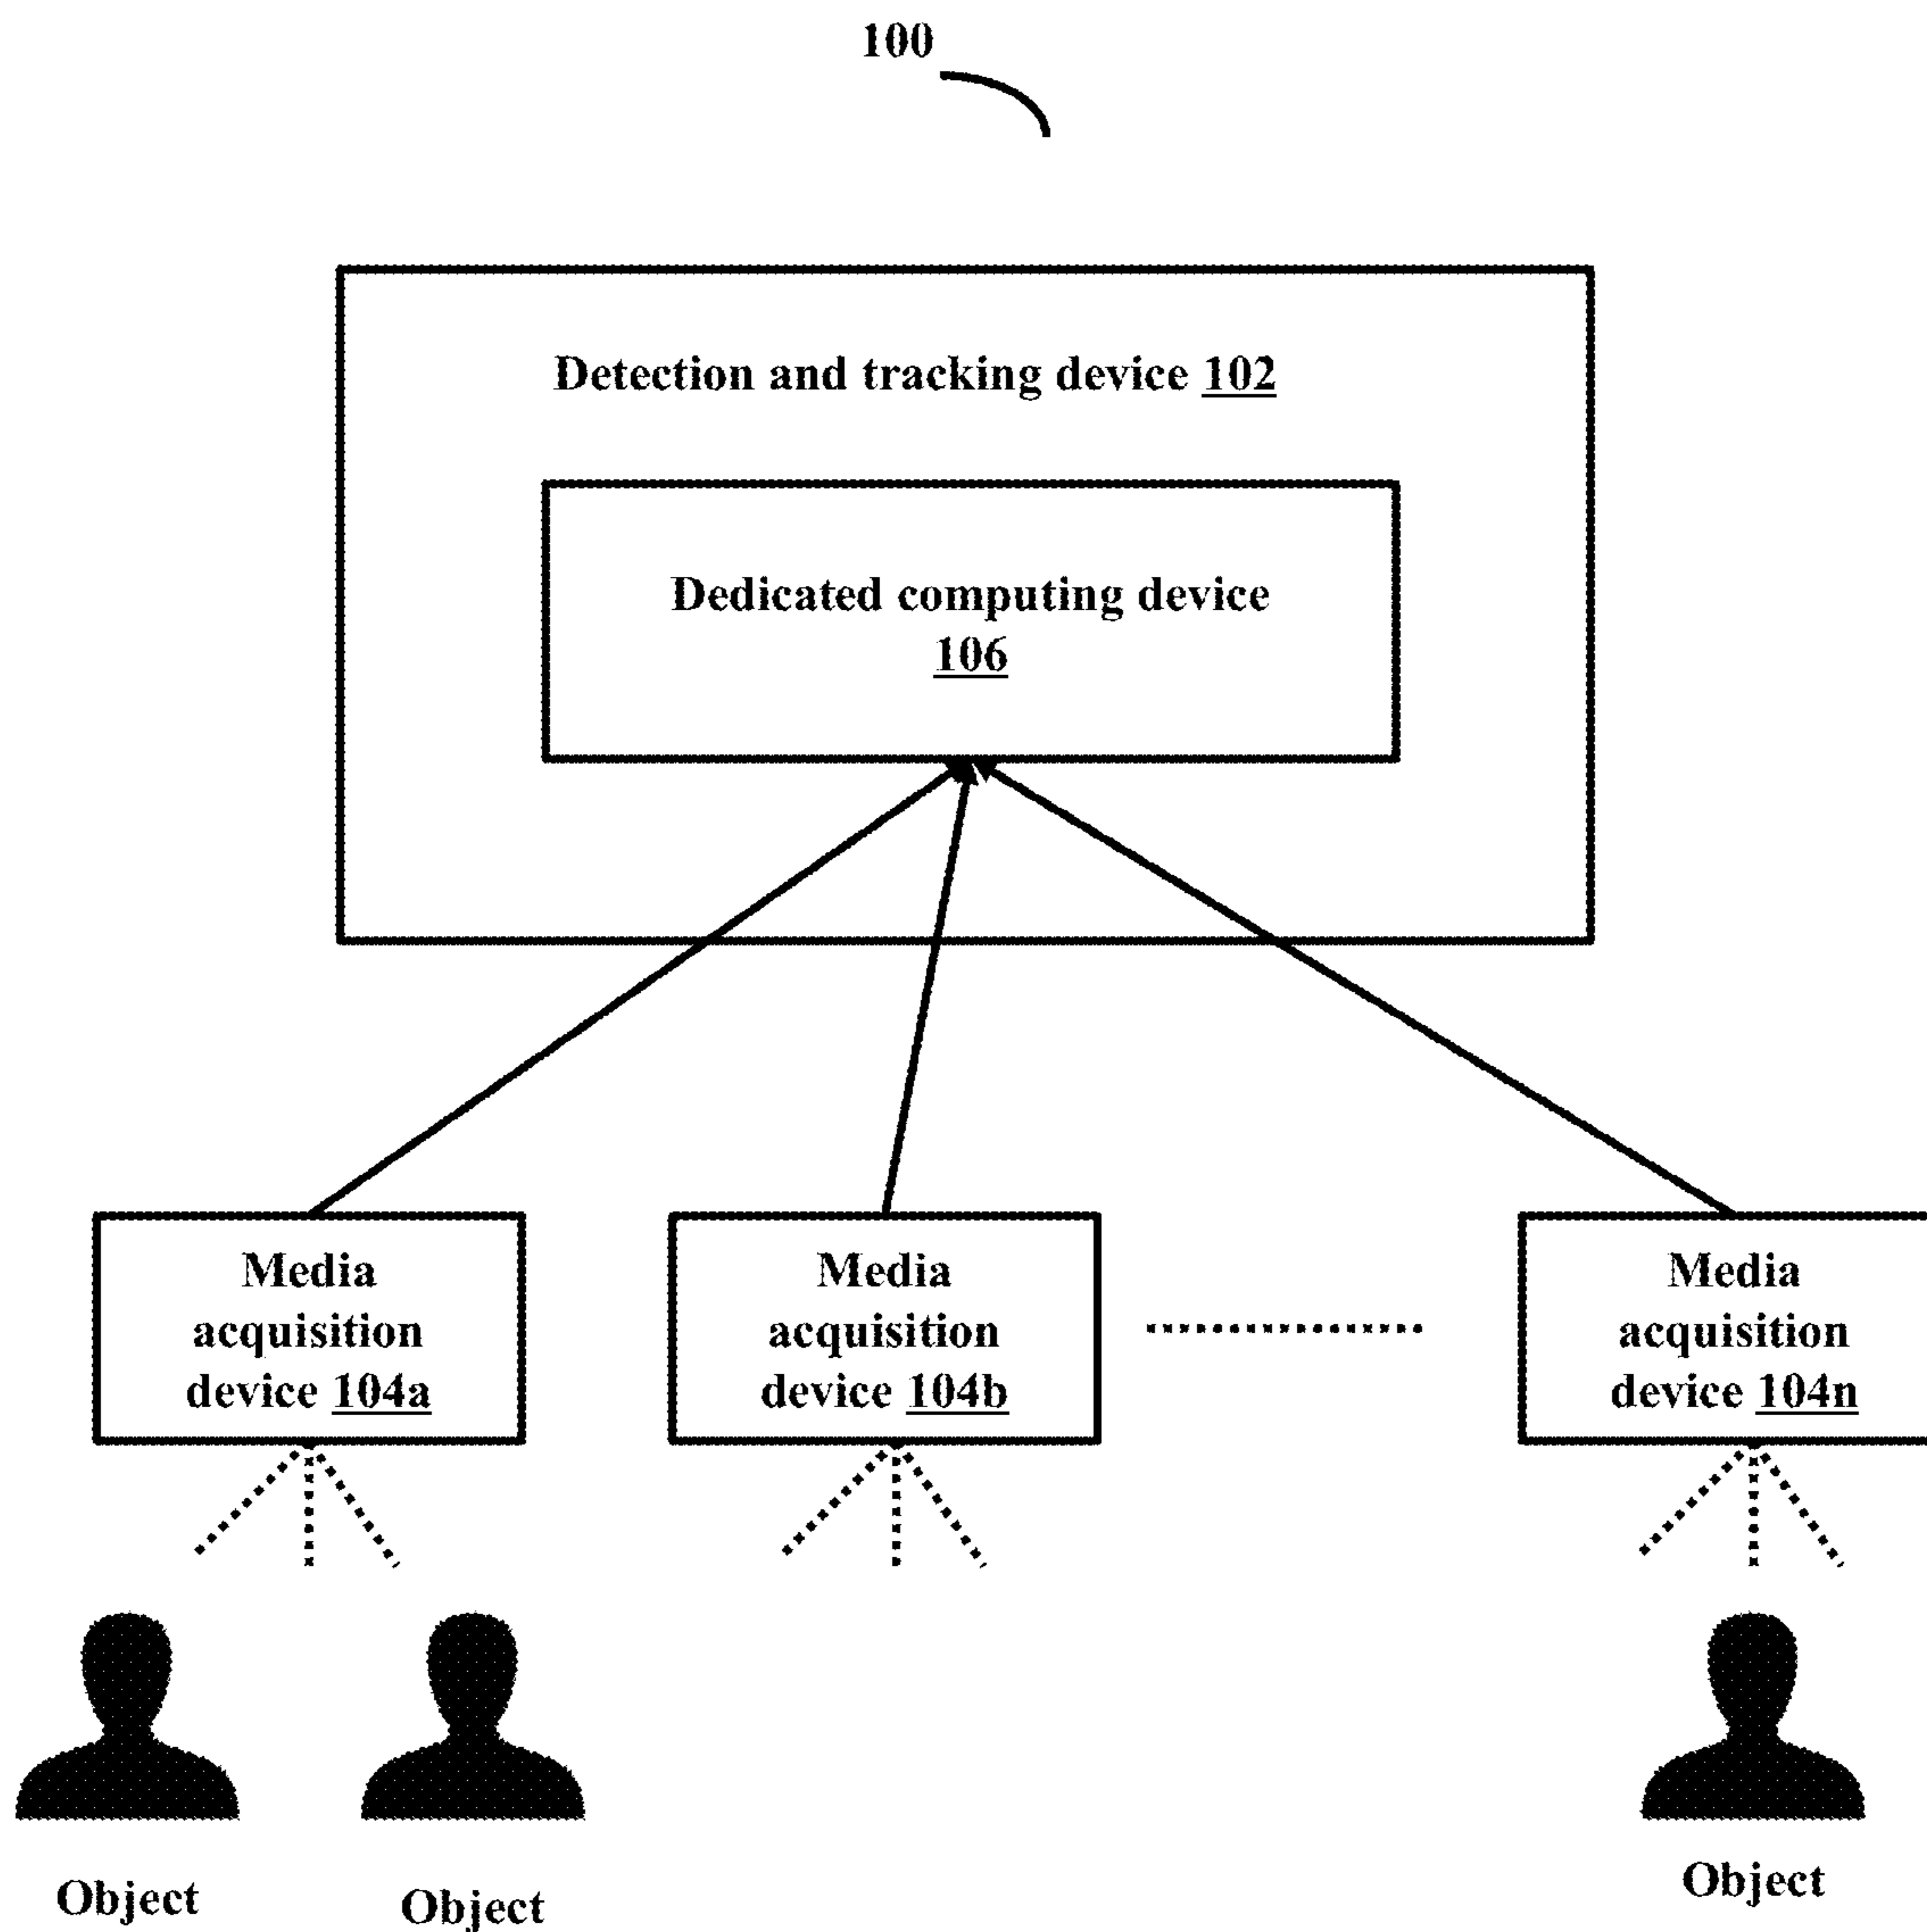 100
Detection and tracking device 102
Dedicated computing device
106
Media
acquisition
device 104a
Media
acquisition
device 104b
Media
acquisition
device 104n
Object
Object
Object